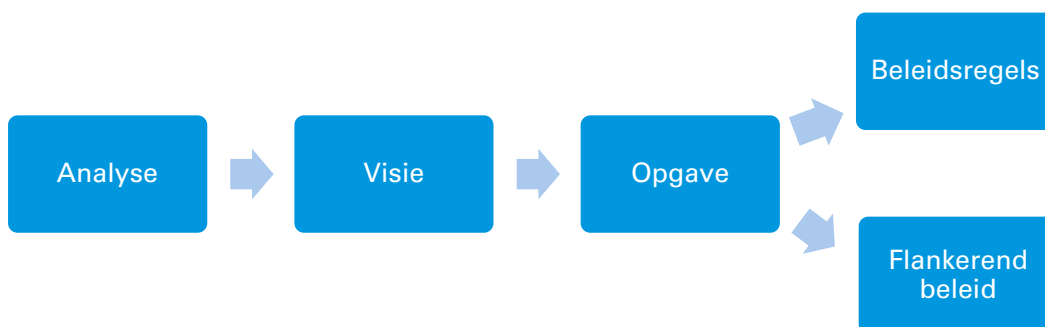 Analyse
Visie
Opgave
Beleidsregels
Flankerend
beleid